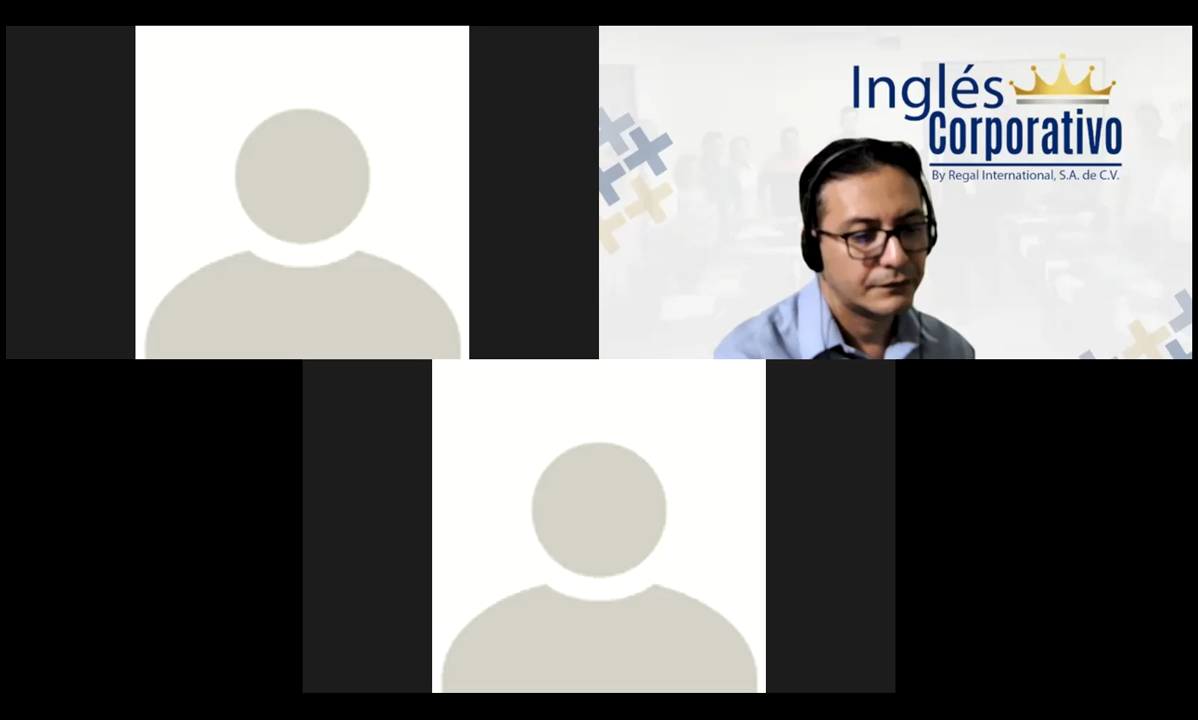 Inglés
Corporativo
By Regal International, S.A. de C.V.